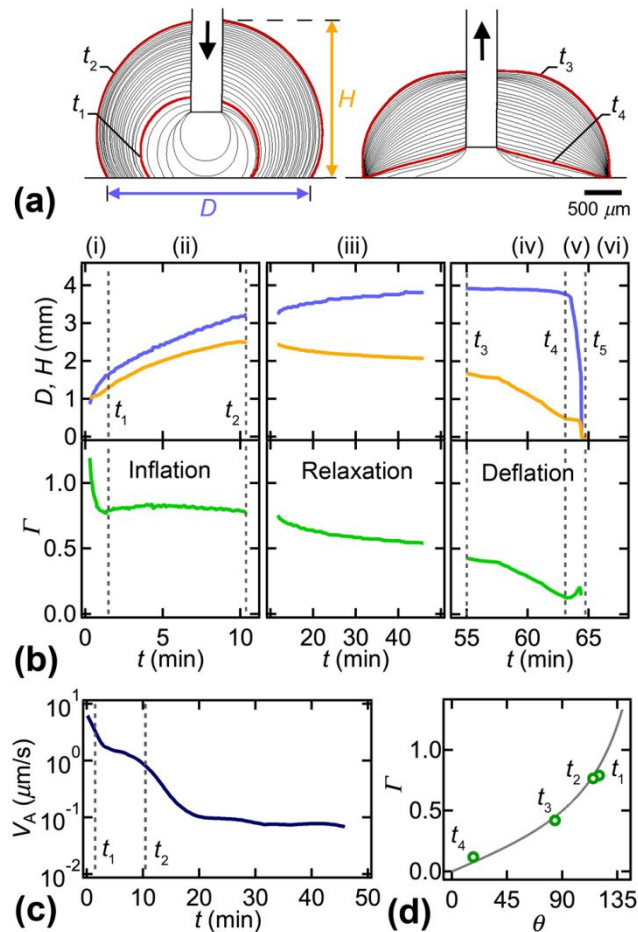 (a)
t2
t1
H
D
t3
t4
500 μm
(i) (ii) (iii) (iv) (v) (vi)
D, H (mm)
4
3
2
1
0
t1 t2 t3 t4 t5
Γ
1.0
0.5
0.0
Inflation Relaxation Deflation
0 5 10 20 30 40 55 60 65
t (min) t (min) t (min)
(b)
VA (μm/s)
10^1
10^0
10^-1
10^-2
t1 t2
0 10 20 30 40 50
t (min)
(c)
Γ
1.0
0.5
0.0
t2 t1
t3
t4
0 45 90 135
θ
(d)